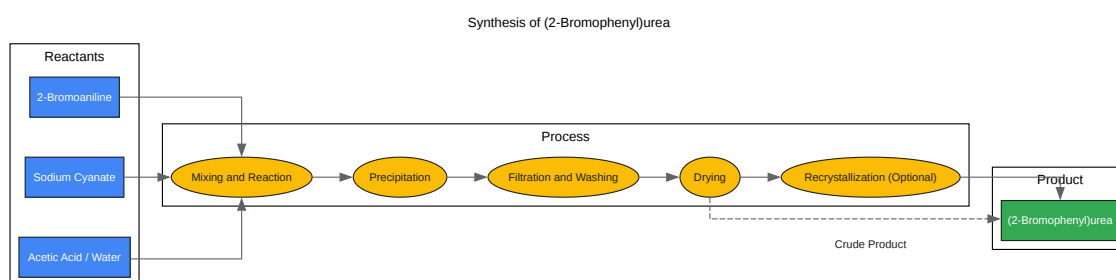 Synthesis of (2-Bromophenyl)urea
Reactants
2-Bromoaniline
Sodium Cyanate
Acetic Acid / Water
Process
Mixing and Reaction
Precipitation
Filtration and Washing
Drying
Recrystallization (Optional)
Crude Product
Product
(2-Bromophenyl)urea